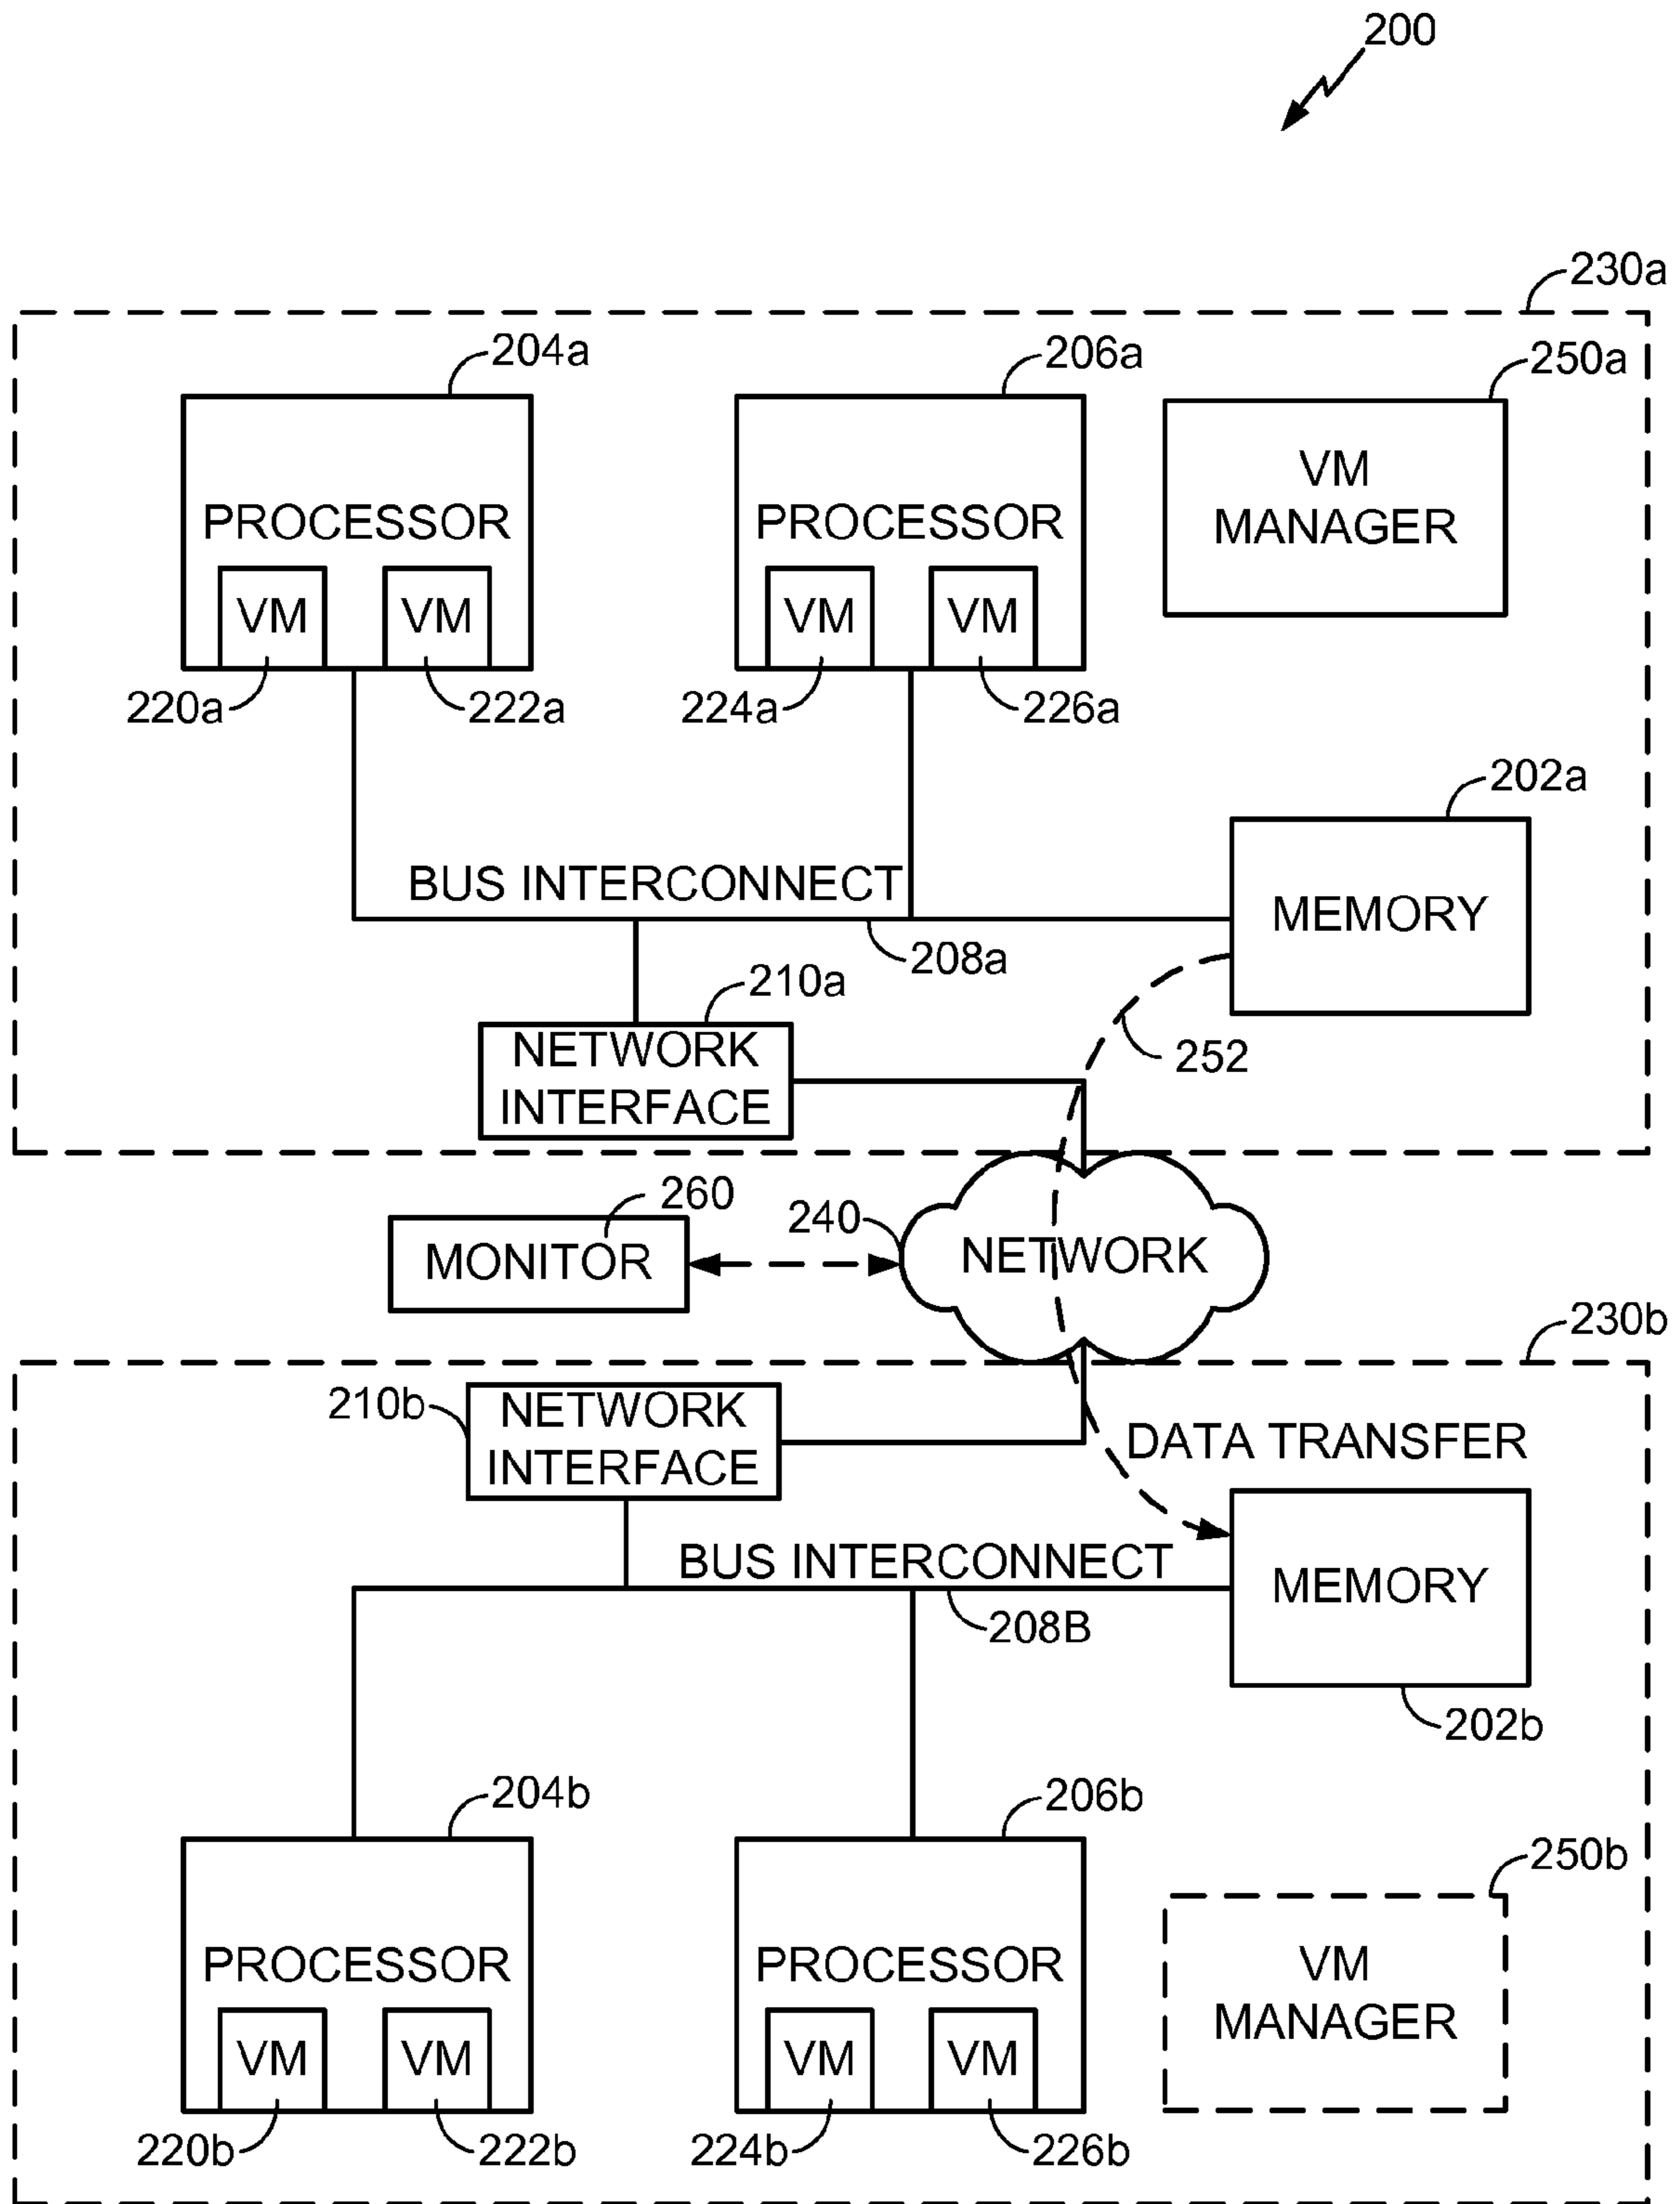 200
230a
204a
206a
250a
PROCESSOR
PROCESSOR
VM
MANAGER
VM
VM
VM
VM
220a
222a
224a
226a
202a
BUS INTERCONNECT
MEMORY
208a
210a
NETWORK
INTERFACE
252
260
MONITOR
240
NETWORK
230b
210b
NETWORK
INTERFACE
DATA TRANSFER
BUS INTERCONNECT
MEMORY
208B
202b
204b
206b
250b
PROCESSOR
PROCESSOR
VM
MANAGER
VM
VM
VM
VM
220b
222b
224b
226b